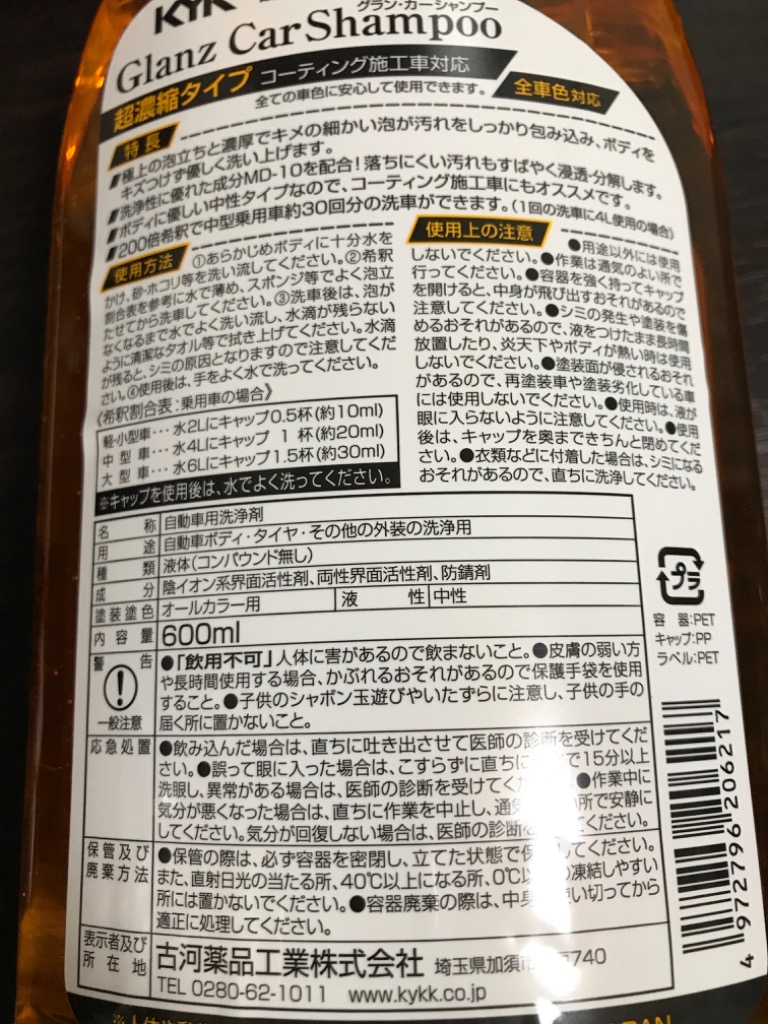 KYK
グラン・カーシャンプー
Glanz Car Shampoo
超濃縮タイプ コーティング施工車対応
全ての車色に安心して使用できます。 全車色対応
特長
極上の泡立ちと濃厚でキメの細かい泡が汚れをしっかり包み込み、ボディを
キズつけず優しく洗い上げます。
洗浄性に優れた成分MD-10を配合!落ちにくい汚れもすばやく浸透・分解します。
ボディに優しい中性タイプなので、コーティング施工車にもオススメです。
200倍希釈で中型乗用車約30回分の洗車ができます。(1回の洗車に4L使用の場合)
使用方法 ①あらかじめボディに十分水を
かけ、砂・ホコリ等を洗い流してください。②希釈
割合表を参考に水で薄め、スポンジ等でよく泡立
たせてから洗車してください。③洗車後は、泡が
なくなるまで水でよく洗い流し、水滴が残らない
ように清潔なタオル等で拭き上げてください。水滴
が残ると、シミの原因となりますので注意してくだ
さい。④使用後は、手をよく水で洗ってください。
《希釈割合表:乗用車の場合》
軽・小型車・・・水2Lにキャップ0.5杯(約10ml)
中型車・・・水4Lにキャップ 1 杯(約20ml)
大型車・・・水6Lにキャップ1.5杯(約30ml)
※キャップを使用後は、水でよく洗ってください。
使用上の注意 ●用途以外には使用
しないでください。●作業は通気のよい所で
行ってください。●容器を強く持ってキャップ
を開けると、中身が飛び出すおそれがあるので
注意してください。●シミの発生や塗装を傷
めるおそれがあるので、液をつけたまま長時間
放置したり、炎天下やボディが熱い時は使用
しないでください。●塗装面が侵されるおそれ
があるので、再塗装車や塗装劣化している車
には使用しないでください。●使用時は、液が
眼に入らないように注意してください。●使用
後は、キャップを奥まできちんと閉めてくだ
さい。●衣類などに付着した場合は、シミになる
おそれがあるので、直ちに洗浄してください。
名称 自動車用洗浄剤
用途 自動車ボディ・タイヤ・その他の外装の洗浄用
種類 液体(コンパウンド無し)
成分 陰イオン系界面活性剤、両性界面活性剤、防錆剤
塗装塗色 オールカラー用 液性 中性
内容量 600ml
警告 ●「飲用不可」人体に害があるので飲まないこと。●皮膚の弱い方
や長時間使用する場合、かぶれるおそれがあるので保護手袋を使用
すること。●子供のシャボン玉遊びやいたずらに注意し、子供の手の
一般注意 届く所に置かないこと。
応急処置 ●飲み込んだ場合は、直ちに吐き出させて医師の診断を受けてくだ
さい。●誤って眼に入った場合は、こすらずに直ちに で15分以上
洗眼し、異常がある場合は、医師の診断を受けてくだ ●作業中に
気分が悪くなった場合は、直ちに作業を中止し、通気 所で安静に
してください。気分が回復しない場合は、医師の診断 ください。
保管及び廃棄方法 ●保管の際は、必ず容器を密閉し、立てた状態で保 してください。
また、直射日光の当たる所、40℃以上になる所、0℃以 の凍結しやすい
所には置かないでください。●容器廃棄の際は、中身 使い切ってから
適正に処理してください。
表示者及び所在地 古河薬品工業株式会社 埼玉県加須市 740
TEL 0280-62-1011 www.kykk.co.jp
プラ
容器:PET
キャップ:PP
ラベル:PET
4 972796 206217